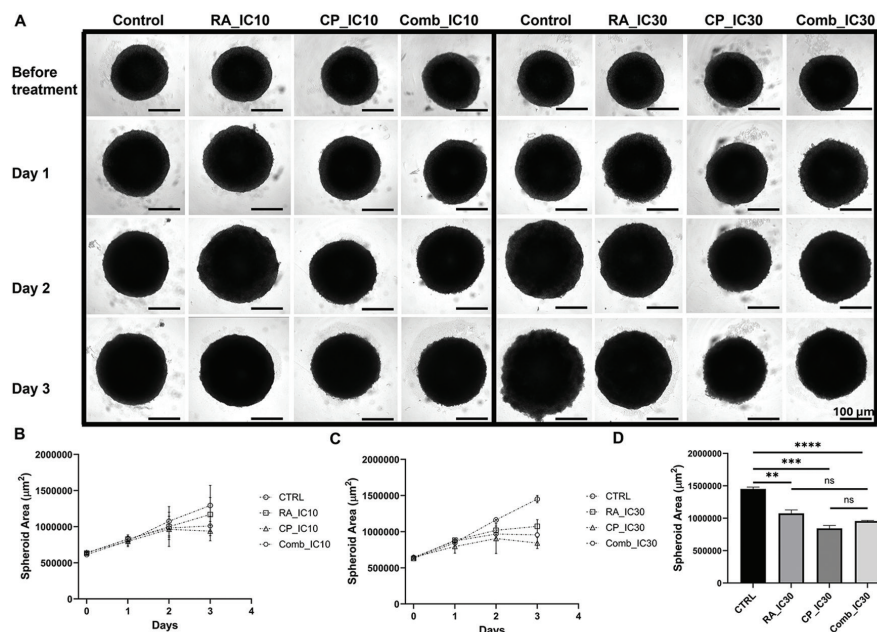 A
Control RA_IC10 CP_IC10 Comb_IC10 Control RA_IC30 CP_IC30 Comb_IC30
Before
treatment
Day 1
Day 2
Day 3
100 µm
B
Spheroid Area (µm²)
2000000
1500000
1000000
500000
0
0 1 2 3 4
Days
CTRL
RA_IC10
CP_IC10
Comb_IC10
C
Spheroid Area (µm²)
2000000
1500000
1000000
500000
0
0 1 2 3 4
Days
CTRL
RA_IC30
CP_IC30
Comb_IC30
D
Spheroid Area (µm²)
2000000
1500000
1000000
500000
0
****
***
** ns
ns
CTRL
RA_IC30
CP_IC30
Comb_IC30